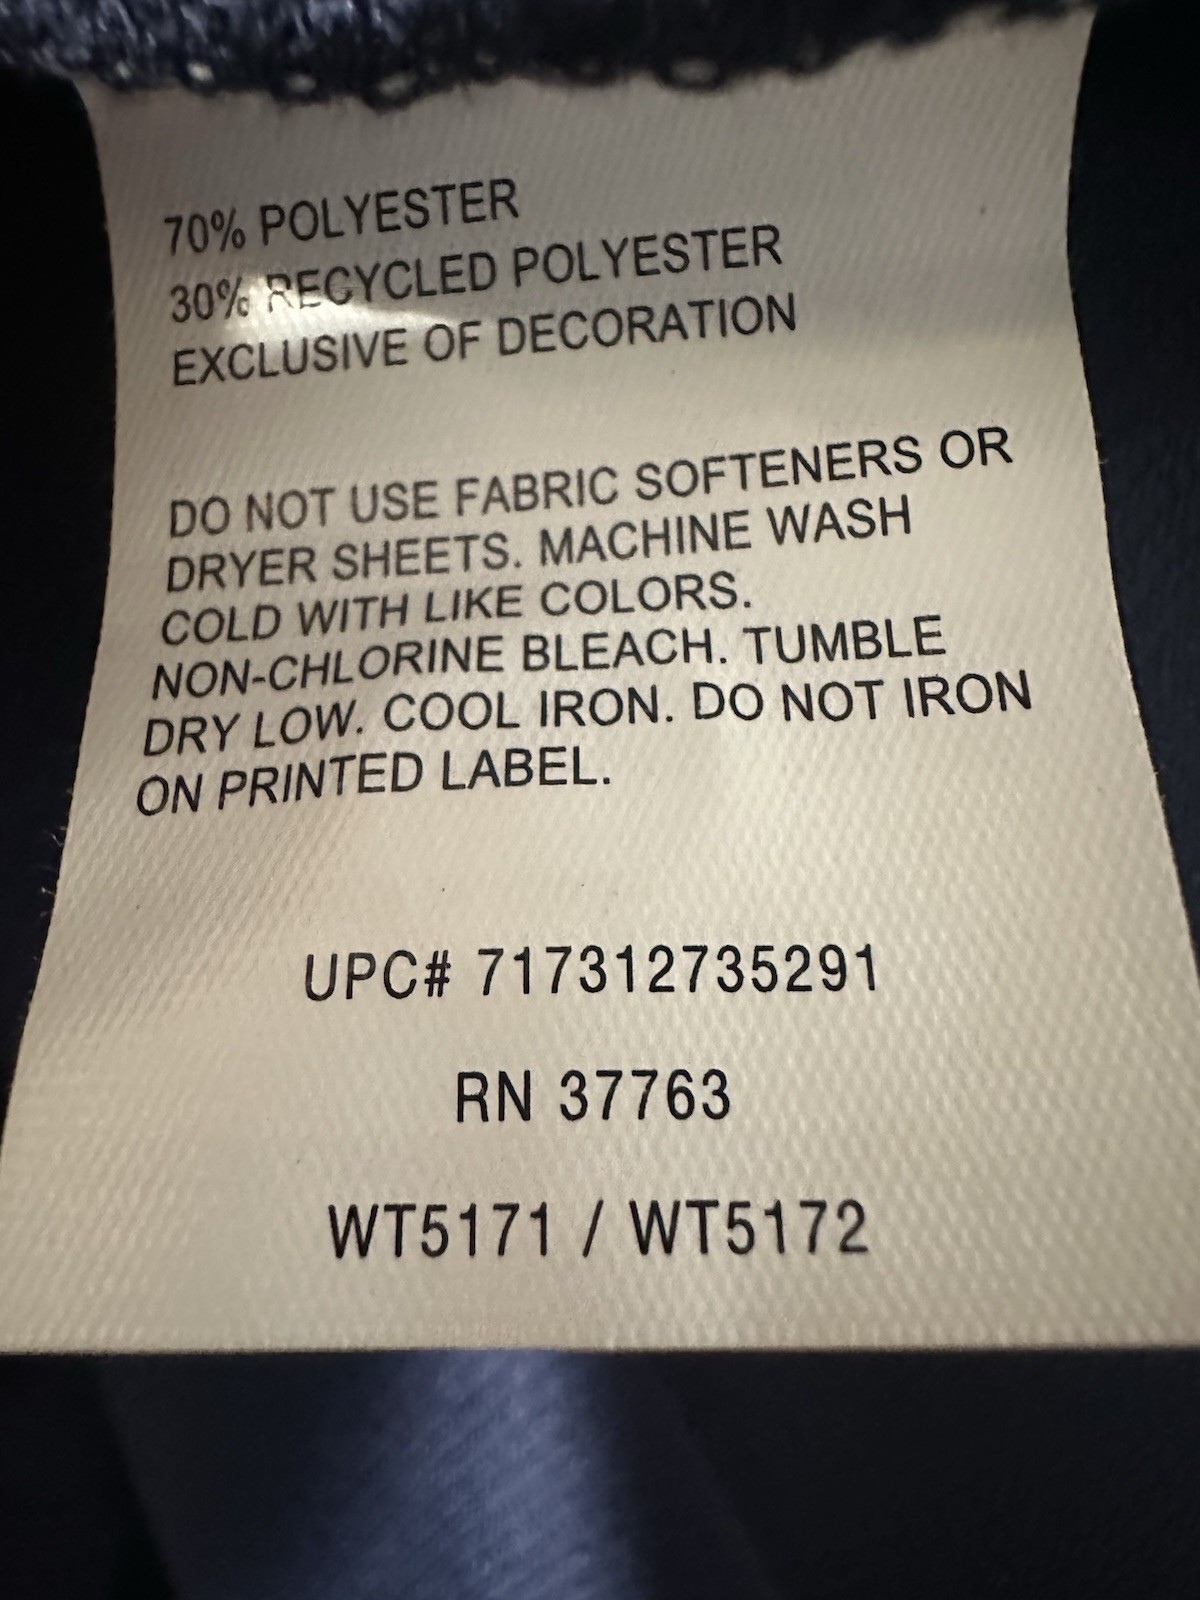 70% POLYESTER
30% RECYCLED POLYESTER
EXCLUSIVE OF DECORATION
DO NOT USE FABRIC SOFTENERS OR
DRYER SHEETS. MACHINE WASH
COLD WITH LIKE COLORS.
NON-CHLORINE BLEACH. TUMBLE
DRY LOW. COOL IRON. DO NOT IRON
ON PRINTED LABEL.
UPC# 717312735291
RN 37763
WT5171 / WT5172